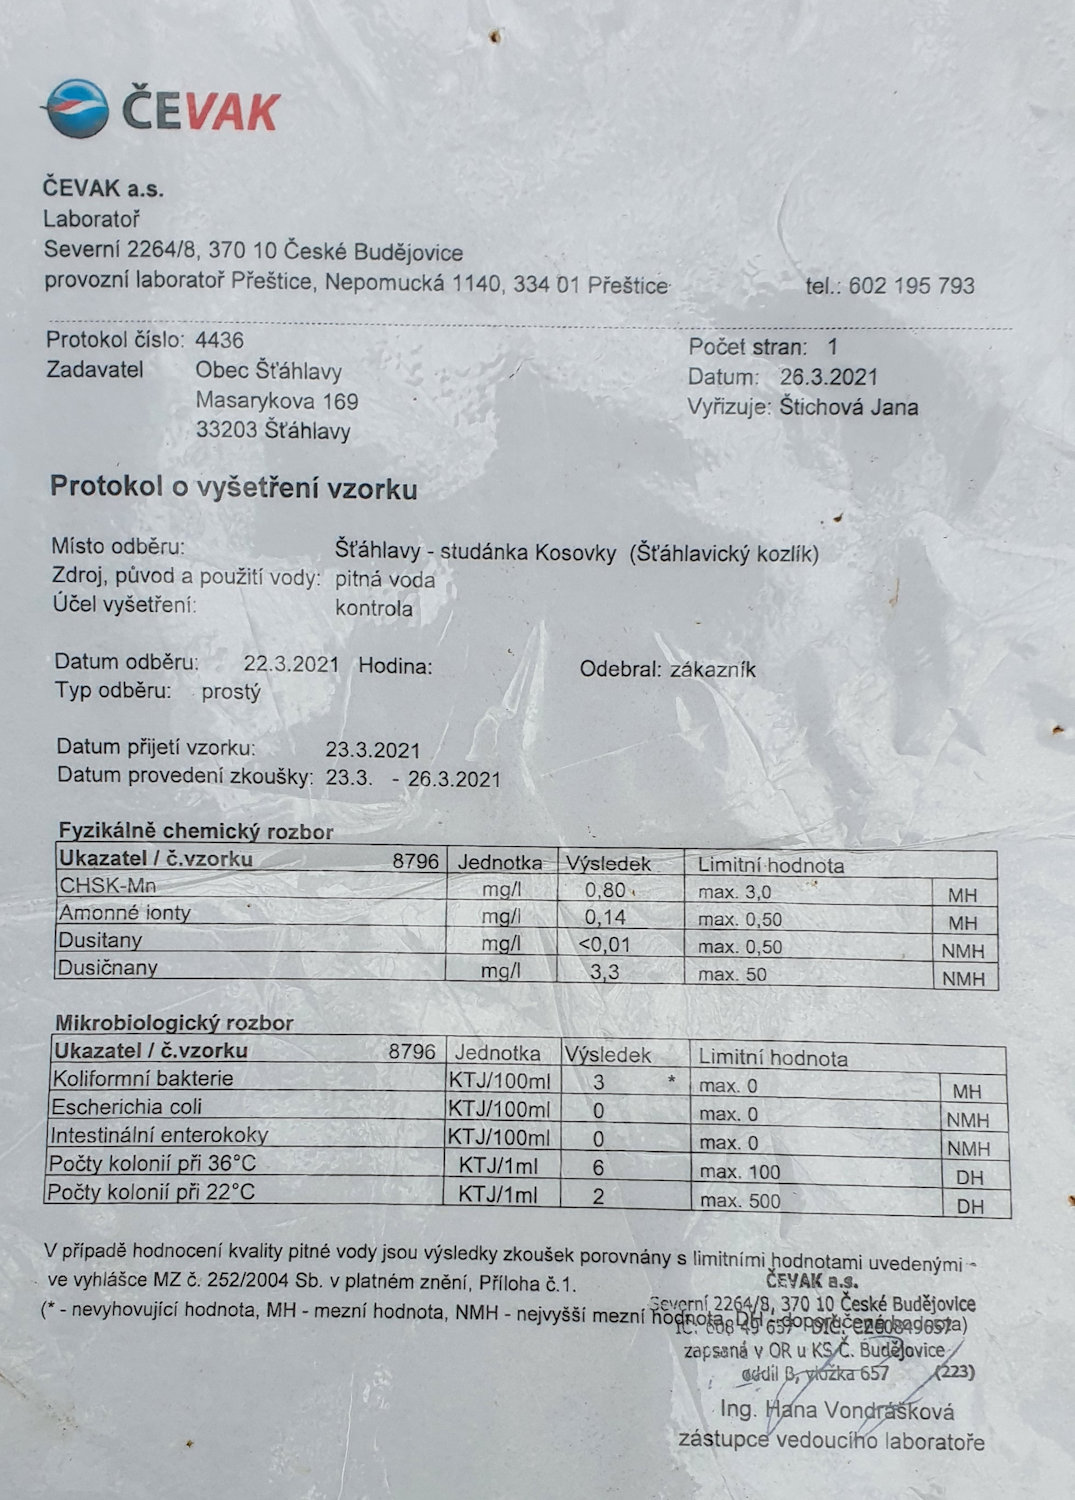 ČEVAK
ČEVAK a.s.
Laboratoř
Severní 2264/8, 370 10 České Budějovice
provozní laboratoř Přeštice, Nepomucká 1140, 334 01 Přeštice tel.: 602 195 793
Protokol číslo: 4436 Počet stran: 1
Zadavatel Obec Šťáhlavy Datum: 26.3.2021
Masarykova 169 Vyřizuje: Štichová Jana
33203 Šťáhlavy
Protokol o vyšetření vzorku
Místo odběru: Šťáhlavy - studánka Kosovky (Šťáhlavický kozlík)
Zdroj, původ a použití vody: pitná voda
Účel vyšetření: kontrola
Datum odběru: 22.3.2021 Hodina: Odebral: zákazník
Typ odběru: prostý
Datum přijetí vzorku: 23.3.2021
Datum provedení zkoušky: 23.3. - 26.3.2021
Fyzikálně chemický rozbor
Ukazatel / č.vzorku 8796 Jednotka Výsledek Limitní hodnota
CHSK-Mn mg/l 0,80 max. 3,0 MH
Amonné ionty mg/l 0,14 max. 0,50 MH
Dusitany mg/l <0,01 max. 0,50 NMH
Dusičnany mg/l 3,3 max. 50 NMH
Mikrobiologický rozbor
Ukazatel / č.vzorku 8796 Jednotka Výsledek Limitní hodnota
Koliformní bakterie KTJ/100ml 3 * max. 0 MH
Escherichia coli KTJ/100ml 0 max. 0 NMH
Intestinální enterokoky KTJ/100ml 0 max. 0 NMH
Počty kolonií při 36°C KTJ/1ml 6 max. 100 DH
Počty kolonií při 22°C KTJ/1ml 2 max. 500 DH
V případě hodnocení kvality pitné vody jsou výsledky zkoušek porovnány s limitními hodnotami uvedenými
ve vyhlášce MZ č. 252/2004 Sb. v platném znění, Příloha č.1.
(* - nevyhovující hodnota, MH - mezní hodnota, NMH - nejvyšší mezní hodnota, DH - doporučená hodnota)
ČEVAK a.s.
Severní 2264/8, 370 10 České Budějovice
IČ: 608 49 657 DIČ: CZ60849657
zapsaná v OR u KS Č. Budějovice
oddíl B, vložka 657 (223)
Ing. Hana Vondrášková
zástupce vedoucího laboratoře